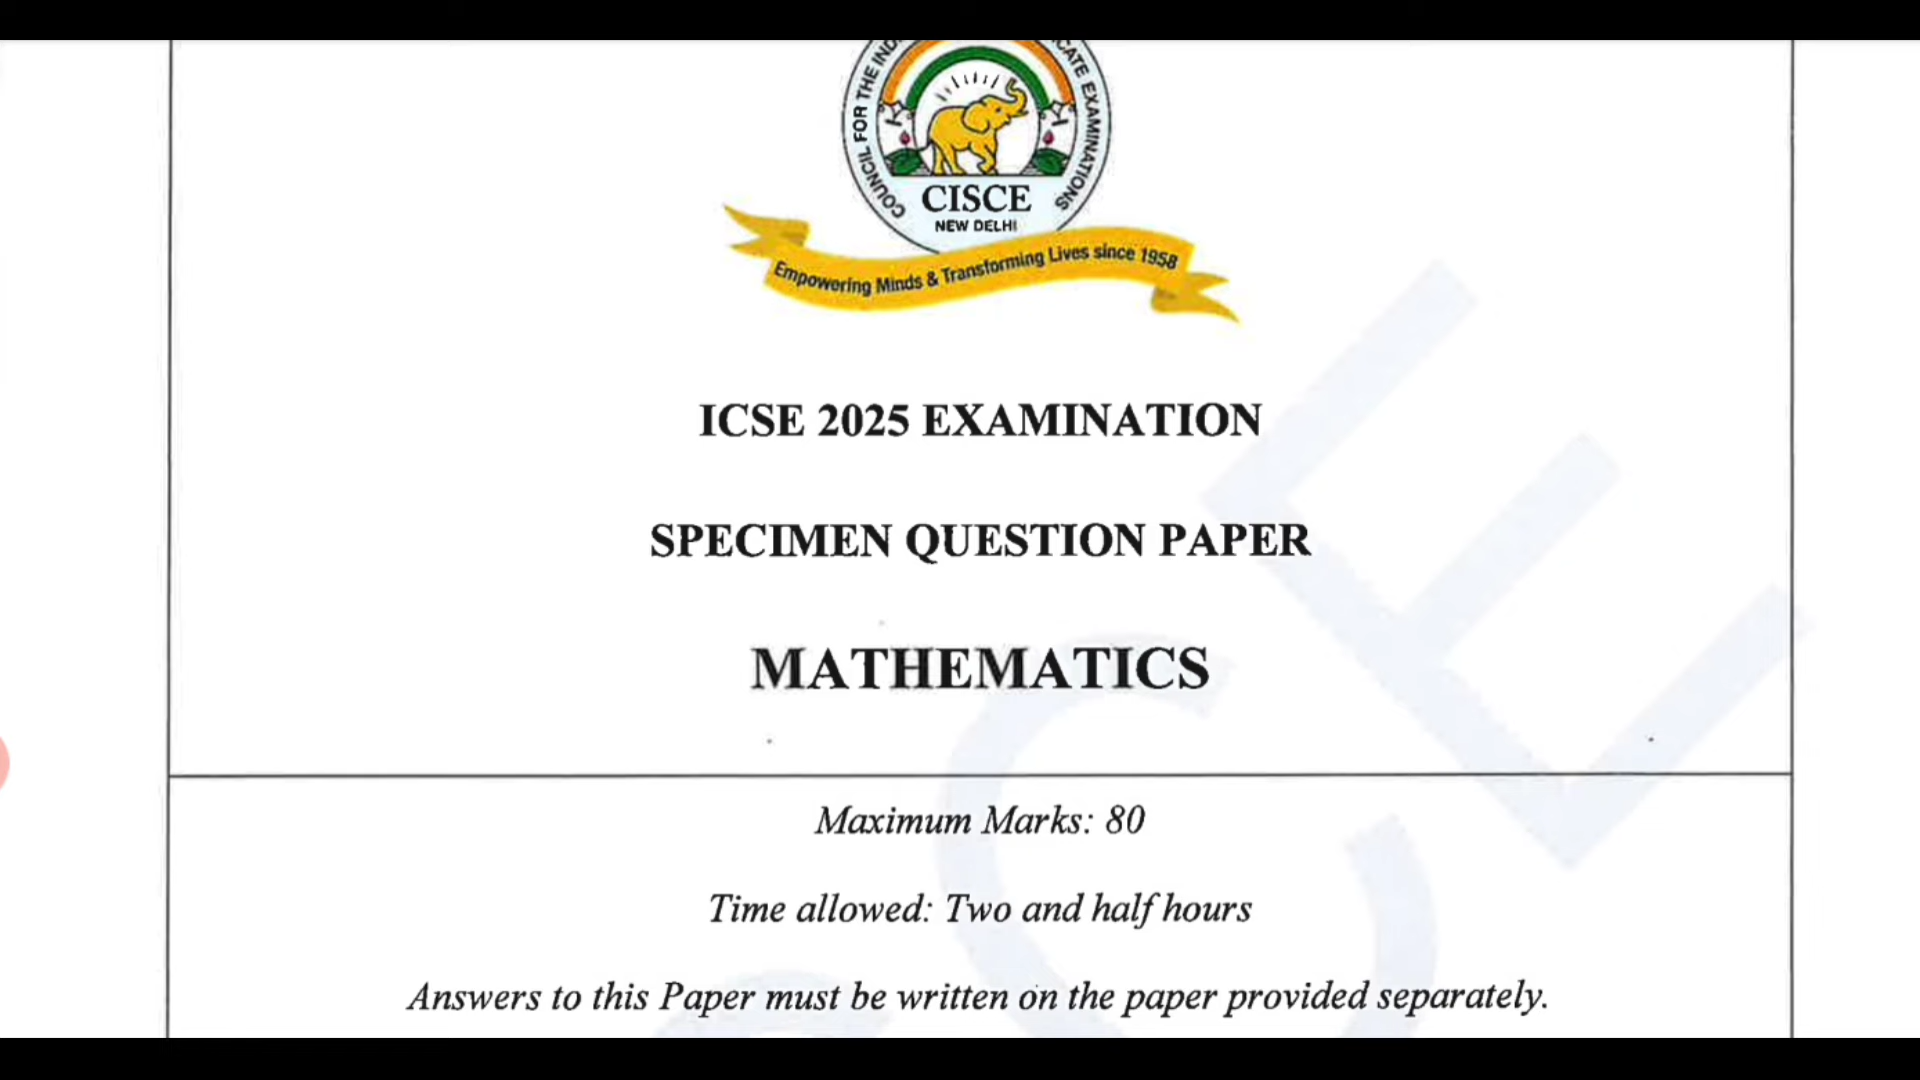 COUNCIL FOR THE IND CATE EXAMINATIONS
CISCE
NEW DELHI
Empowering Minds & Transforming Lives since 1958
ICSE 2025 EXAMINATION
SPECIMEN QUESTION PAPER
MATHEMATICS
Maximum Marks: 80
Time allowed: Two and half hours
Answers to this Paper must be written on the paper provided separately.